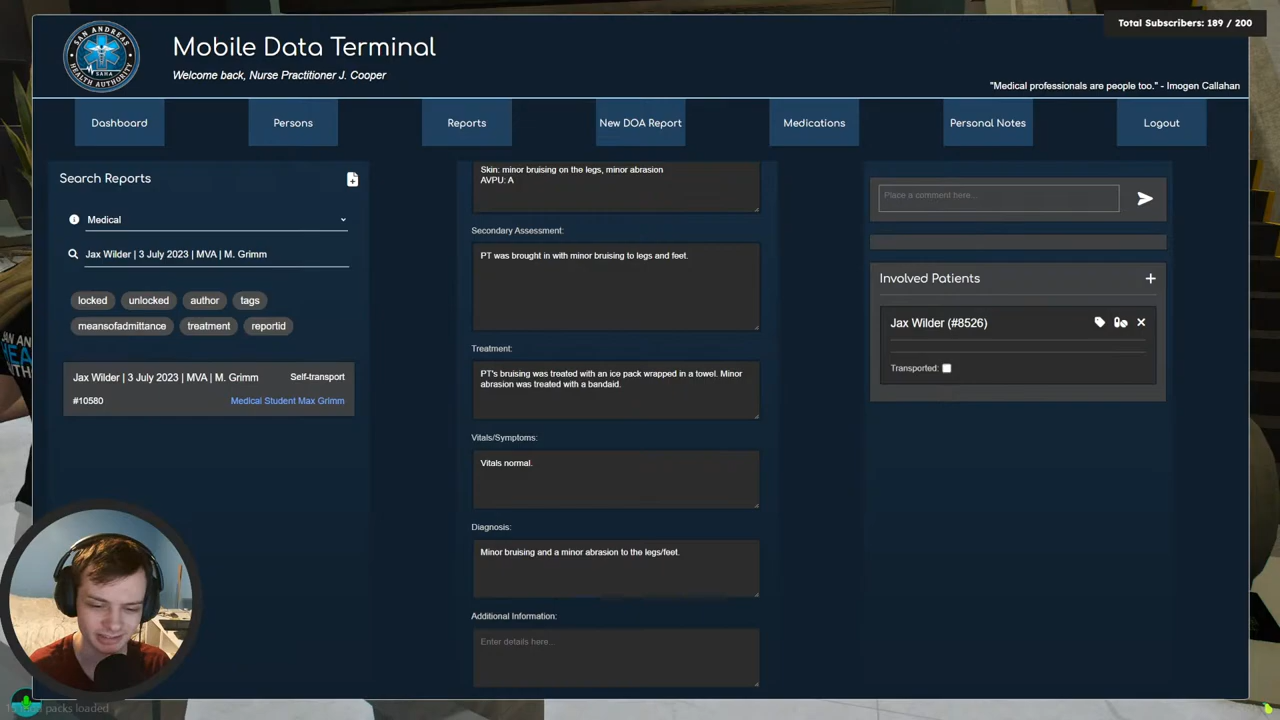 Total Subscribers: 189 / 200
SAN ANDREAS
SAHA
HEALTH AUTHORITY
Mobile Data Terminal
Welcome back, Nurse Practitioner J. Cooper
"Medical professionals are people too." - Imogen Callahan
Dashboard
Persons
Reports
New DOA Report
Medications
Personal Notes
Logout
Search Reports
Medical
Jax Wilder | 3 July 2023 | MVA | M. Grimm
locked
unlocked
author
tags
meansofadmittance
treatment
reportid
Jax Wilder | 3 July 2023 | MVA | M. Grimm
Self-transport
#10580
Medical Student Max Grimm
Skin: minor bruising on the legs, minor abrasion
AVPU: A
Secondary Assessment:
PT was brought in with minor bruising to legs and feet.
Treatment:
PT's bruising was treated with an ice pack wrapped in a towel. Minor
abrasion was treated with a bandaid.
Vitals/Symptoms:
Vitals normal.
Diagnosis:
Minor bruising and a minor abrasion to the legs/feet.
Additional Information:
Enter details here...
Place a comment here...
Involved Patients
Jax Wilder (#8526)
Transported:
packs loaded